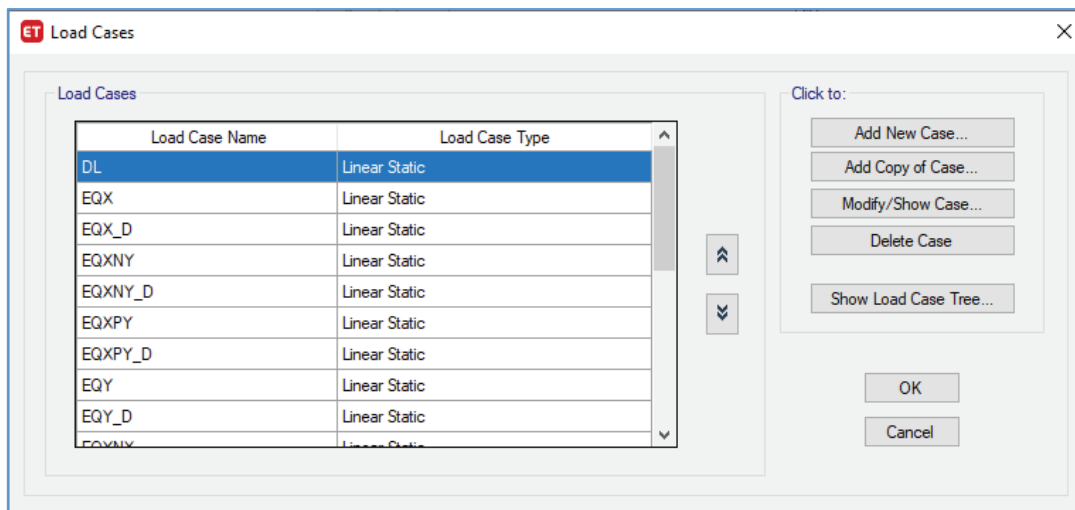 ET Load Cases
Load Cases
Load Case Name Load Case Type
DL Linear Static
EQX Linear Static
EQX_D Linear Static
EQXNY Linear Static
EQXNY_D Linear Static
EQXPY Linear Static
EQXPY_D Linear Static
EQY Linear Static
EQY_D Linear Static
Linear Static
Click to:
Add New Case...
Add Copy of Case...
Modify/Show Case...
Delete Case
Show Load Case Tree...
OK
Cancel